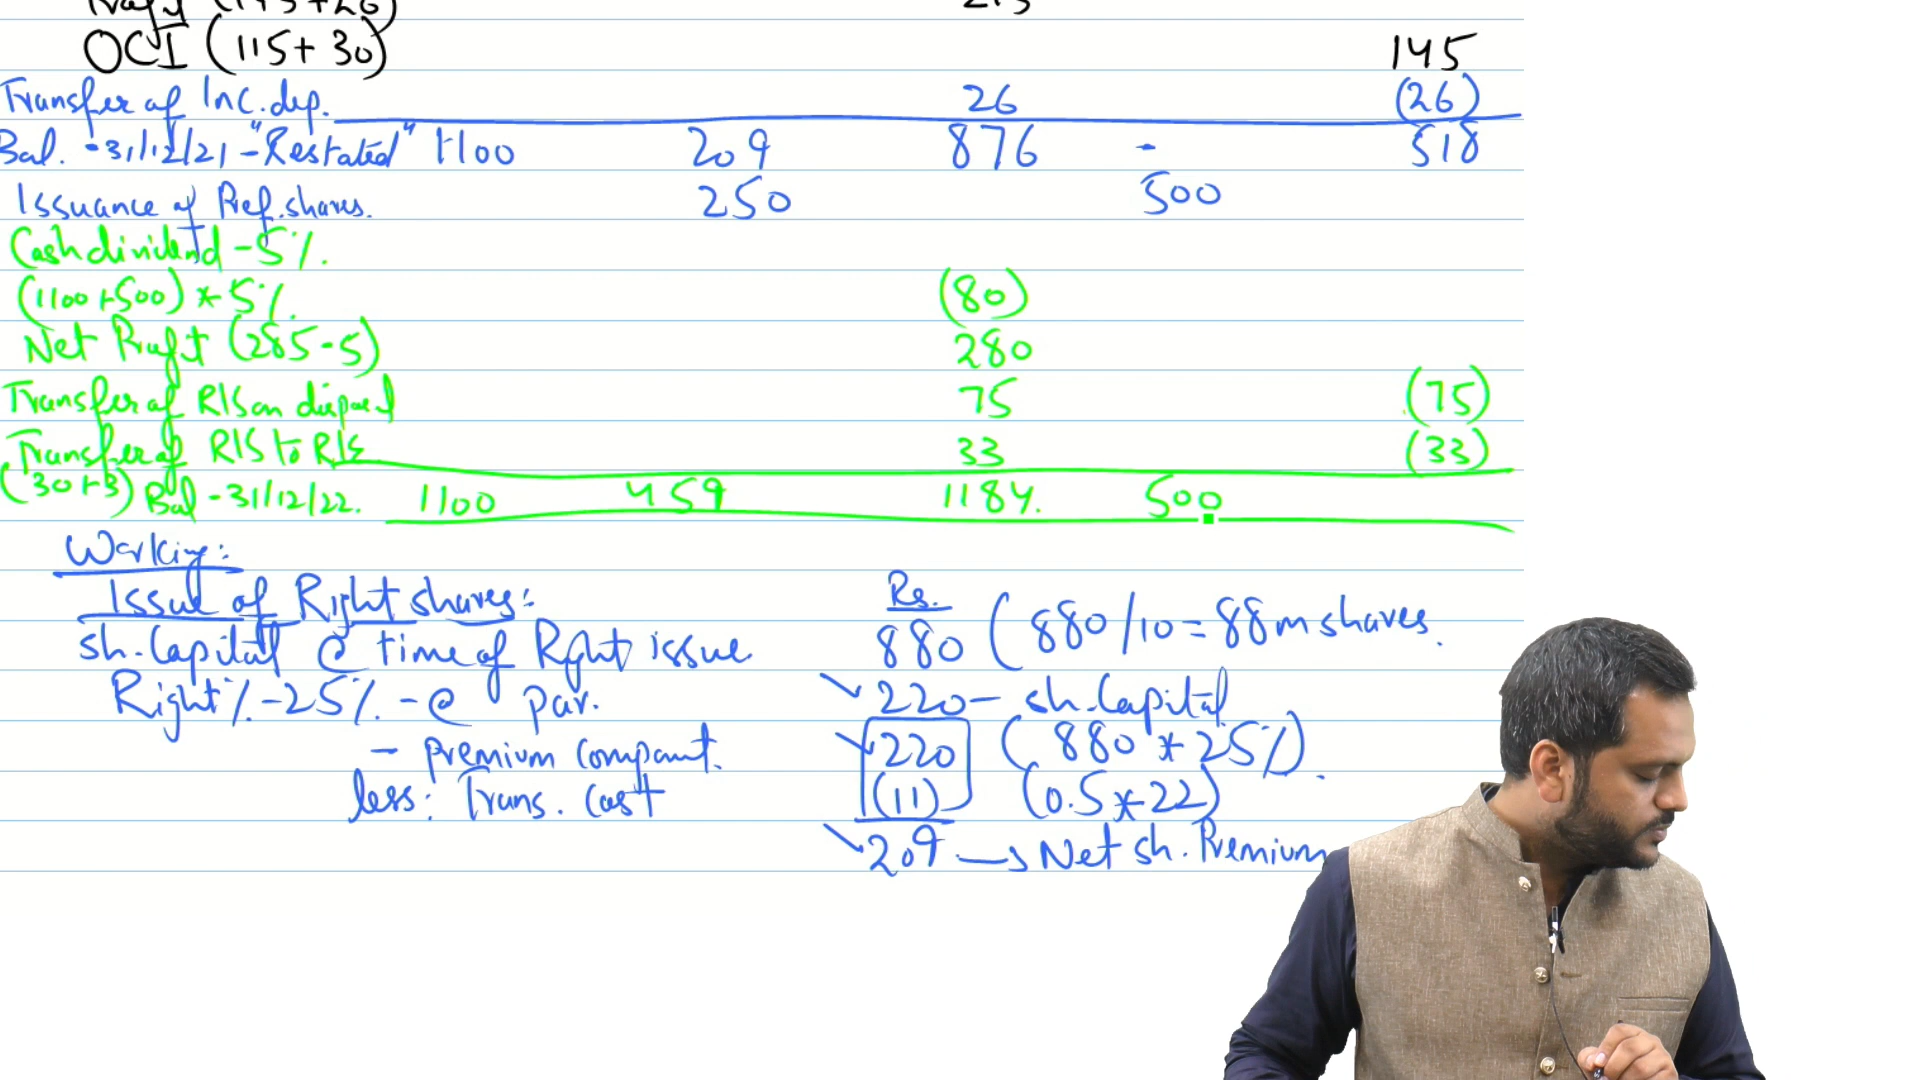 OCI (115+ 30) 145
Transfer of Inc. dep. 26 (26)
Bal. - 31/12/21 - "Restated" 1100 209 876 - 518
Issuance of Pref. shares. 250 500
Cash dividend - 5%.
(1100+500) * 5%. (80)
Net Profit (285-5) 280
Transfer of R/S on disposal 75 (75)
Transfer of R/S to R/E 33 (33)
(30+3) Bal - 31/12/22. 1100 459 1184. 500
Working:
Issue of Right shares: Rs.
sh. Capital @ time of Right issue 880 (880/10 = 88m shares.
Right % - 25%. - @ par. 220 - sh. Capital
- premium 220 (880 * 25%).
less: Trans. Cost (11) (0.5*22)
209 → Net sh. Premium